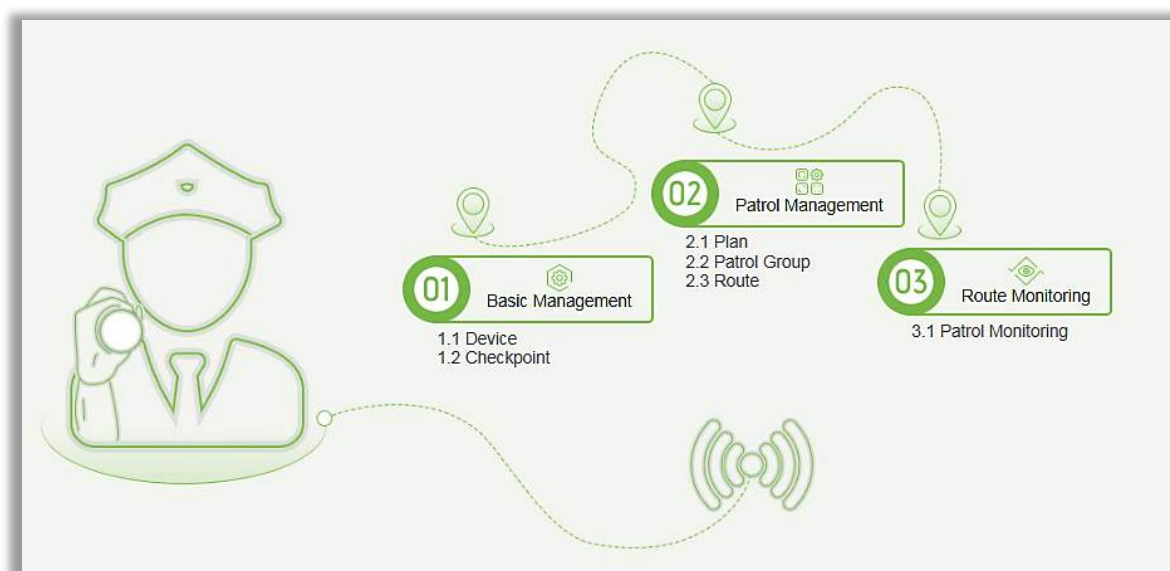 01
Basic Management
1.1 Device
1.2 Checkpoint
02
Patrol Management
2.1 Plan
2.2 Patrol Group
2.3 Route
03
Route Monitoring
3.1 Patrol Monitoring